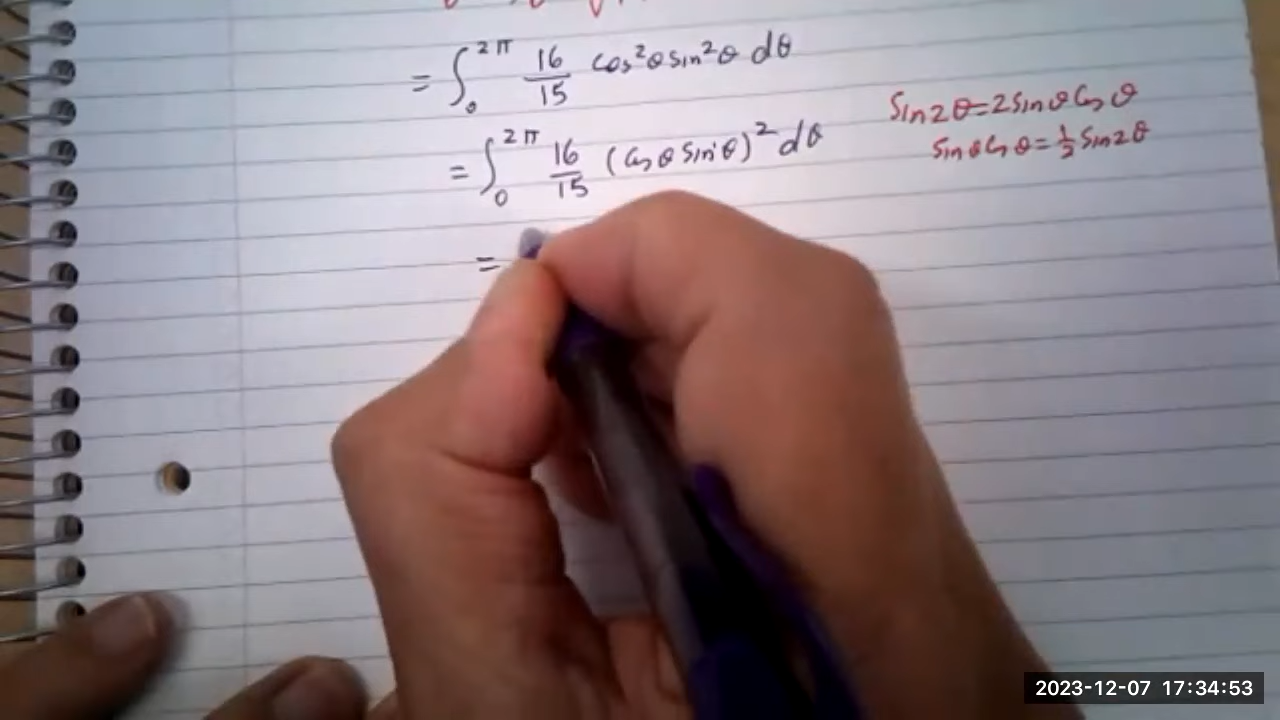 = ∫₀^2π 16/15 cos²θ sin²θ dθ
sin2θ=2sinθ cosθ
sinθ cosθ=½ sin2θ
= ∫₀^2π 16/15 (cosθ sinθ)² dθ
=
2023-12-07 17:34:53